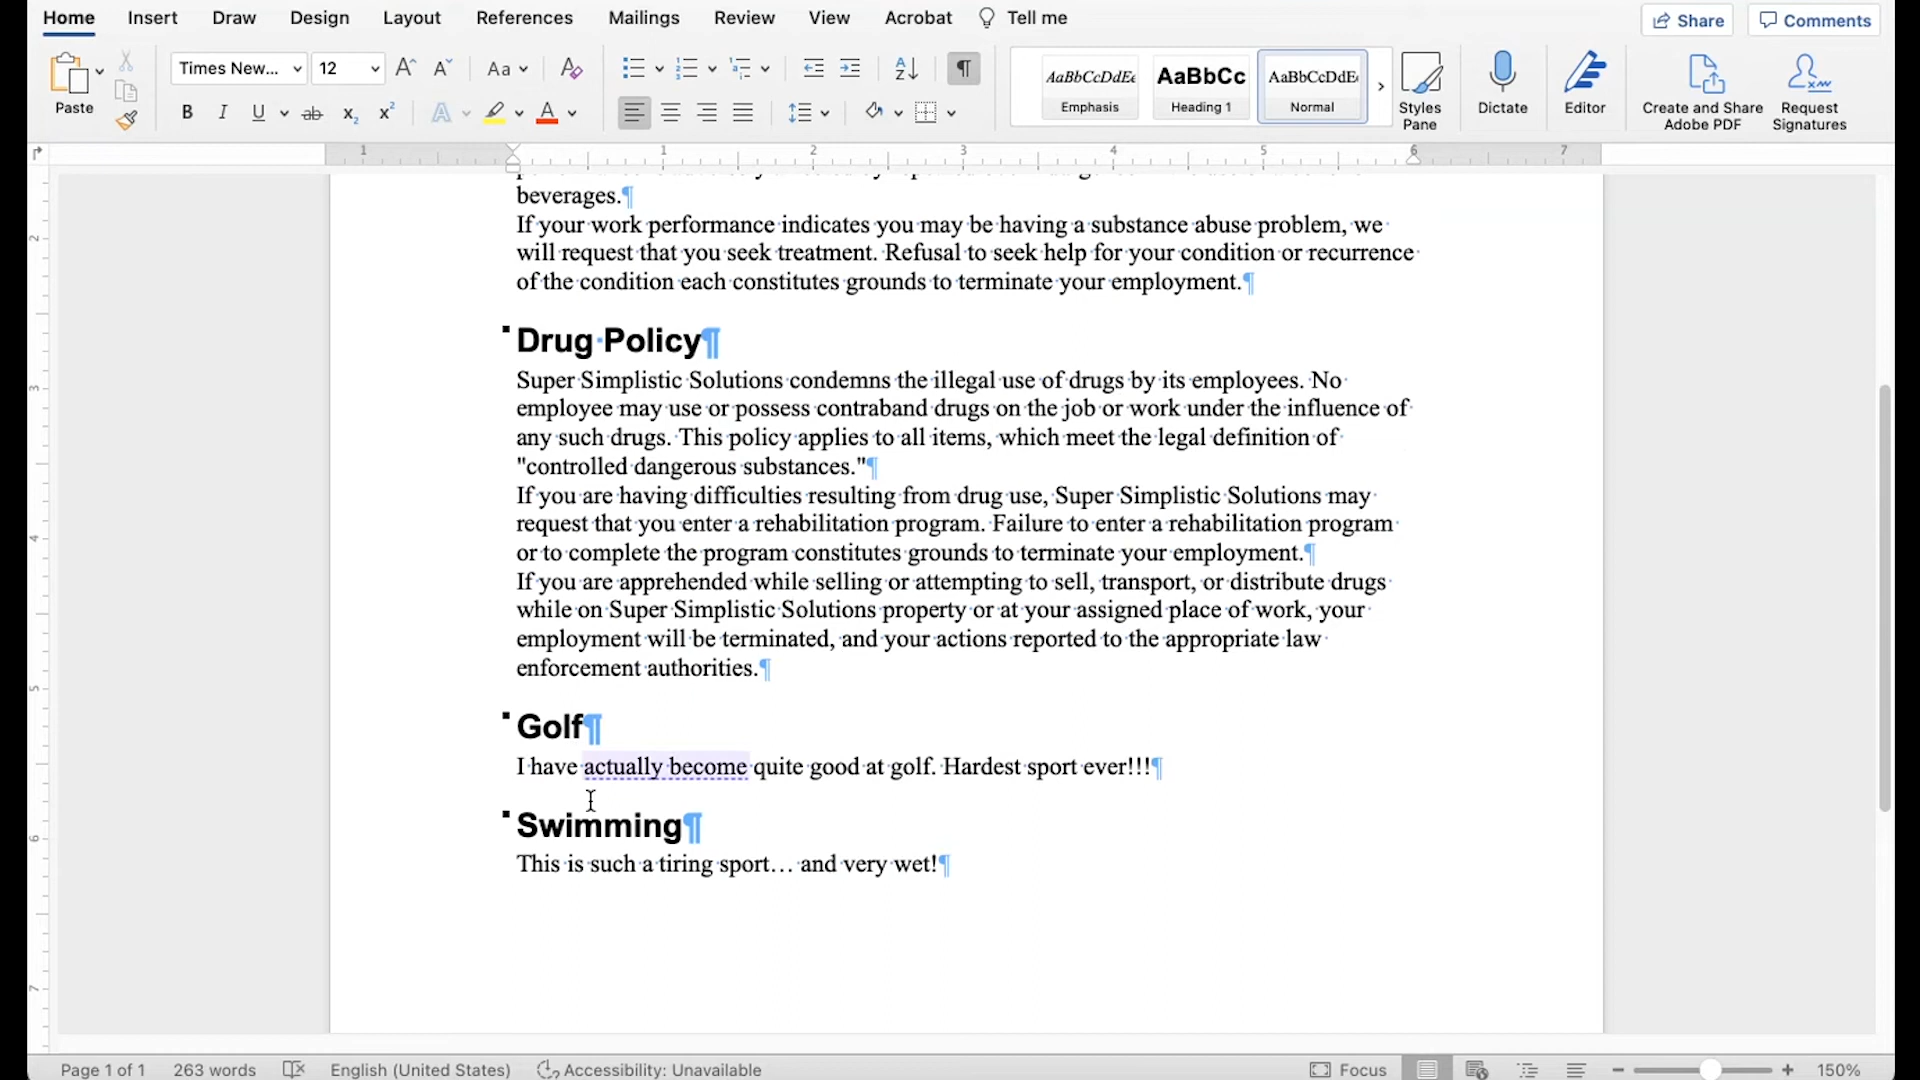 Home Insert Draw Design Layout References Mailings Review View Acrobat Tell me
Share Comments
Paste
Times New... 12 Aa
AaBbCcDdEe AaBbCc AaBbCcDdEe
Emphasis Heading 1 Normal
Styles Pane
Dictate
Editor
Create and Share Adobe PDF
Request Signatures
1 1 2 3 4 5 6 7
beverages.¶
If your work performance indicates you may be having a substance abuse problem, we
will request that you seek treatment. Refusal to seek help for your condition or recurrence
of the condition each constitutes grounds to terminate your employment.¶
Drug Policy¶
Super Simplistic Solutions condemns the illegal use of drugs by its employees. No
employee may use or possess contraband drugs on the job or work under the influence of
any such drugs. This policy applies to all items, which meet the legal definition of
"controlled dangerous substances."¶
If you are having difficulties resulting from drug use, Super Simplistic Solutions may
request that you enter a rehabilitation program. Failure to enter a rehabilitation program
or to complete the program constitutes grounds to terminate your employment.¶
If you are apprehended while selling or attempting to sell, transport, or distribute drugs
while on Super Simplistic Solutions property or at your assigned place of work, your
employment will be terminated, and your actions reported to the appropriate law
enforcement authorities.¶
Golf¶
I have actually become quite good at golf. Hardest sport ever!!!¶
Swimming¶
This is such a tiring sport… and very wet!¶
Page 1 of 1 263 words English (United States) Accessibility: Unavailable Focus 150%